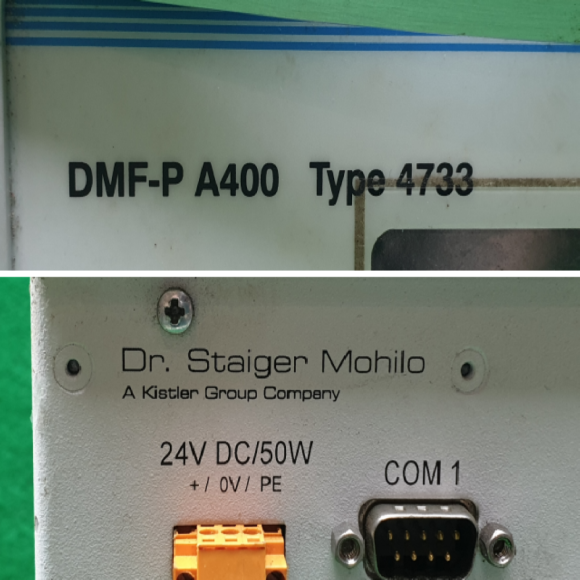 DMF-P A400 Type 4733
Dr. Staiger Mohilo
A Kistler Group Company
24V DC/50W
+ / 0V / PE
COM 1